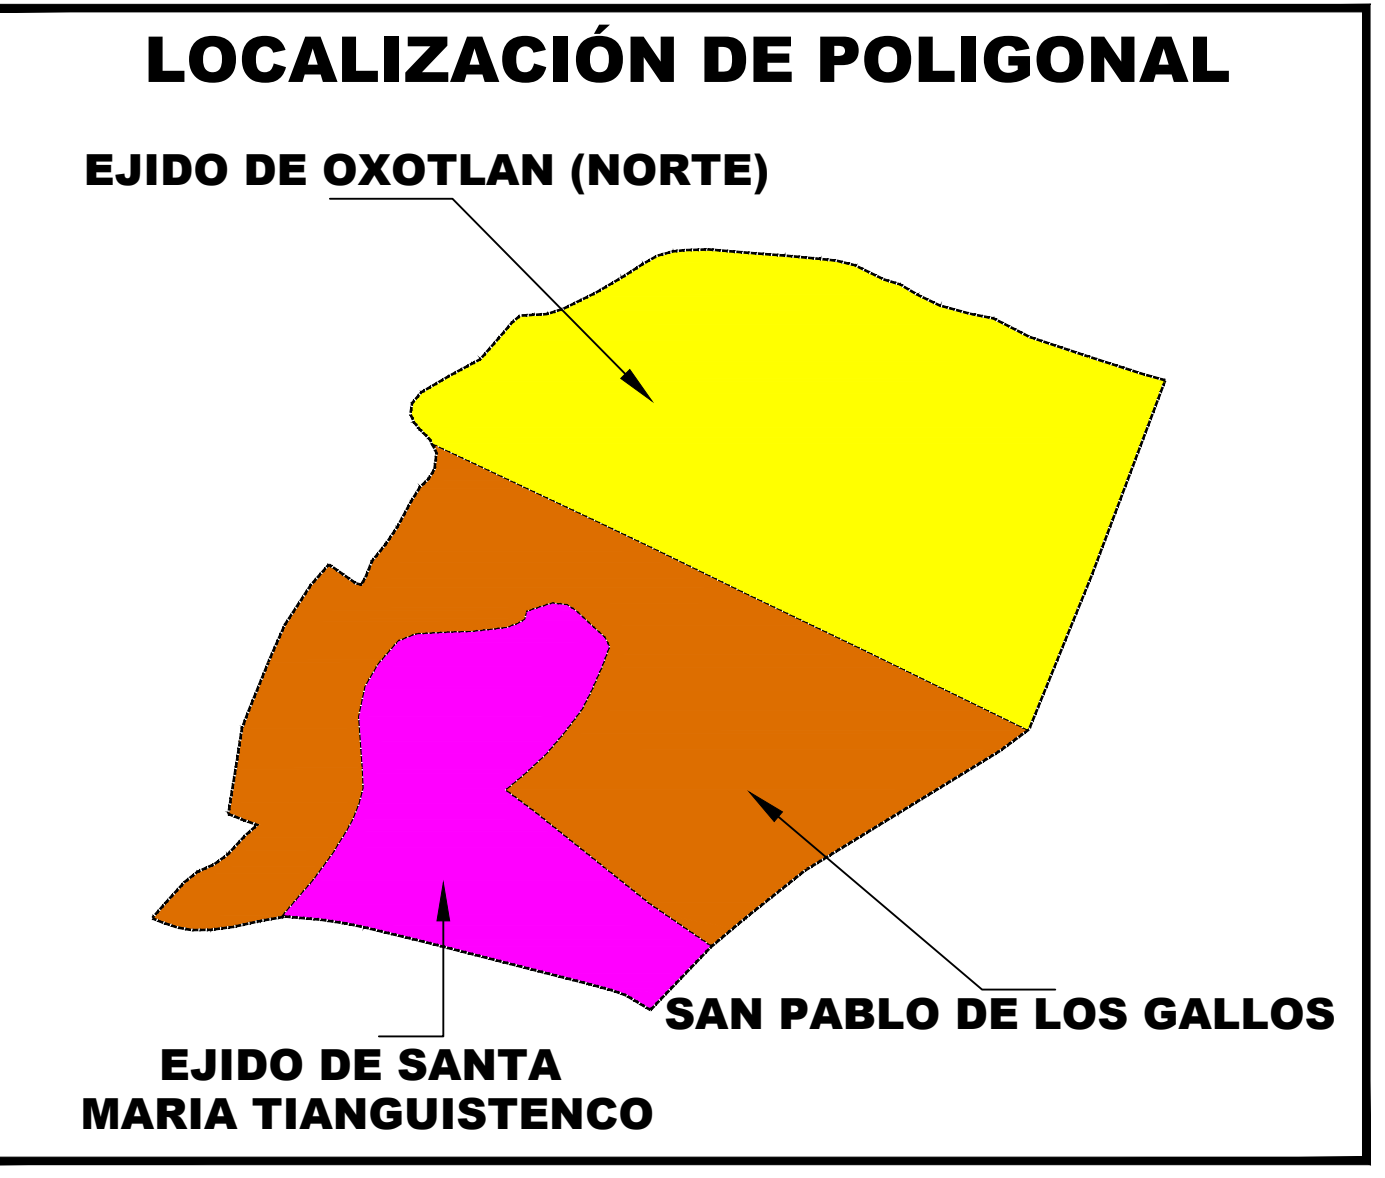 LOCALIZACIÓN DE POLIGONAL
EJIDO DE OXOTLAN (NORTE)
SAN PABLO DE LOS GALLOS
EJIDO DE SANTA
MARIA TIANGUISTENCO